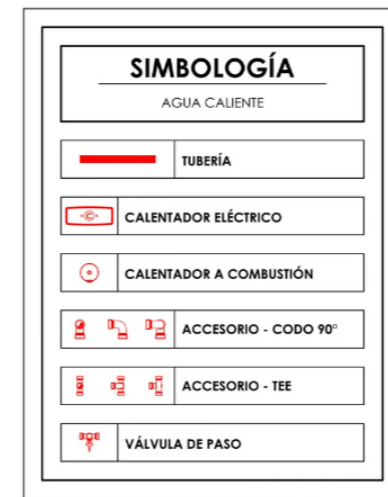 SIMBOLOGÍA
AGUA CALIENTE
TUBERÍA
C CALENTADOR ELÉCTRICO
CALENTADOR A COMBUSTIÓN
ACCESORIO - CODO 90°
ACCESORIO - TEE
VÁLVULA DE PASO